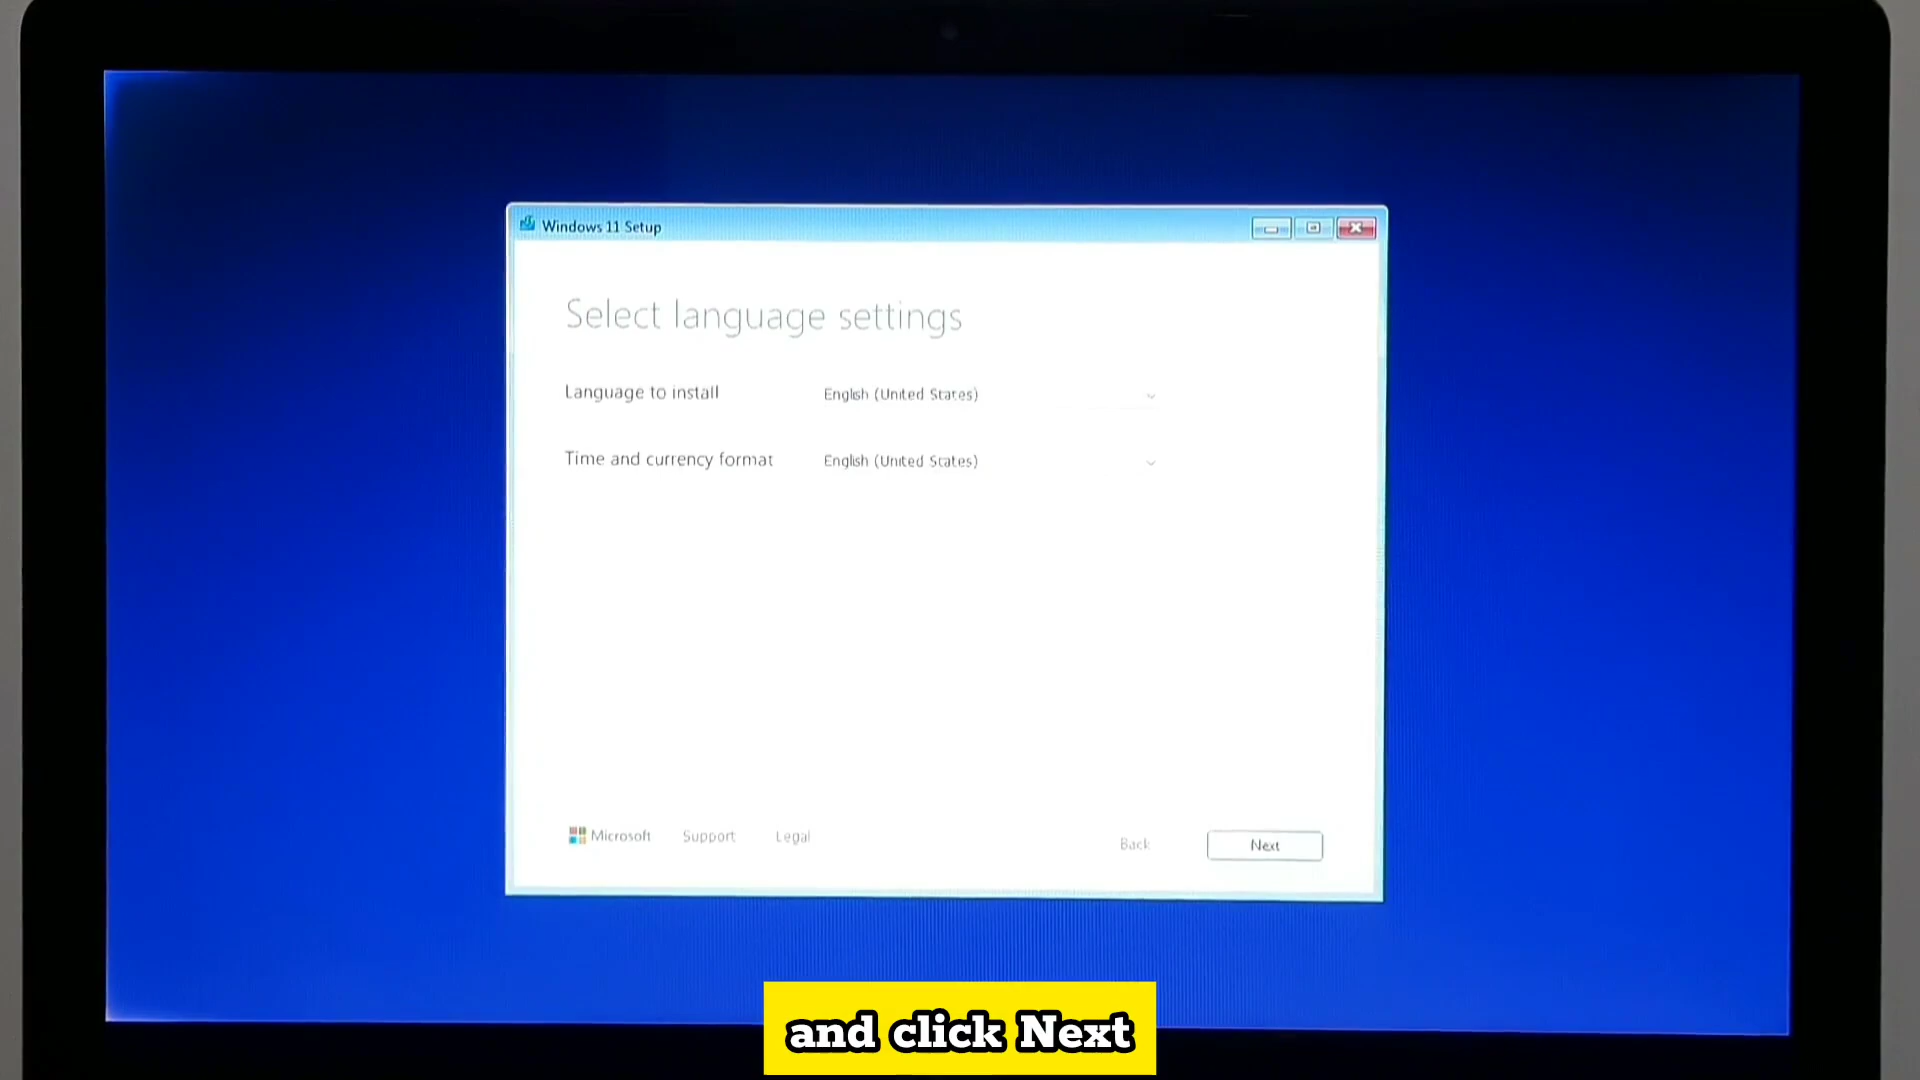 Windows 11 Setup
Select language settings
Language to install English (United States)
Time and currency format English (United States)
Microsoft Support Legal Back Next
and click Next